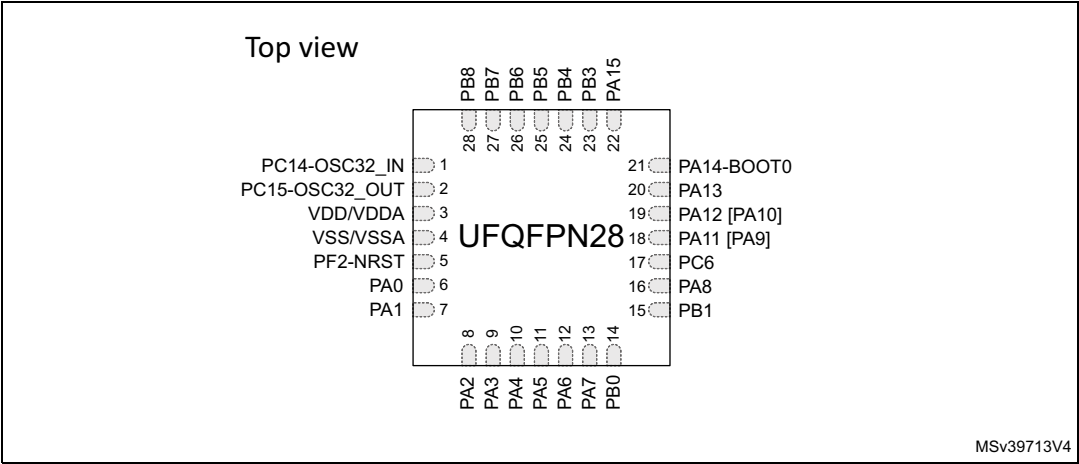 Top view
PB8
PB7
PB6
PB5
PB4
PB3
PA15
28
27
26
25
24
23
22
PC14-OSC32_IN 1
PC15-OSC32_OUT 2
VDD/VDDA 3
VSS/VSSA 4
PF2-NRST 5
PA0 6
PA1 7
UFQFPN28
21 PA14-BOOT0
20 PA13
19 PA12 [PA10]
18 PA11 [PA9]
17 PC6
16 PA8
15 PB1
8
9
10
11
12
13
14
PA2
PA3
PA4
PA5
PA6
PA7
PB0
MSv39713V4